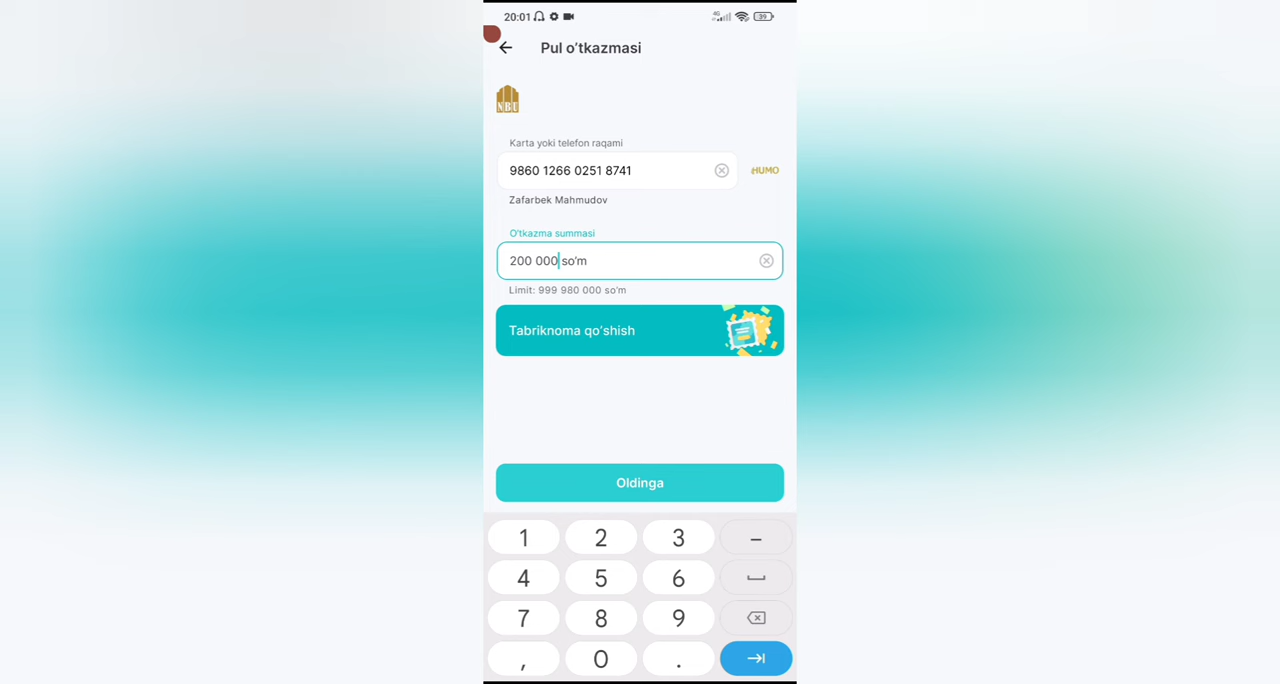 20:01 4G 39
Pul o‘tkazmasi
NBU
Karta yoki telefon raqami
9860 1266 0251 8741
HUMO
Zafarbek Mahmudov
O‘tkazma summasi
200 000 so‘m
Limit: 999 980 000 so‘m
Tabriknoma qo‘shish
Oldinga
1 2 3 –
4 5 6
7 8 9
, 0 .